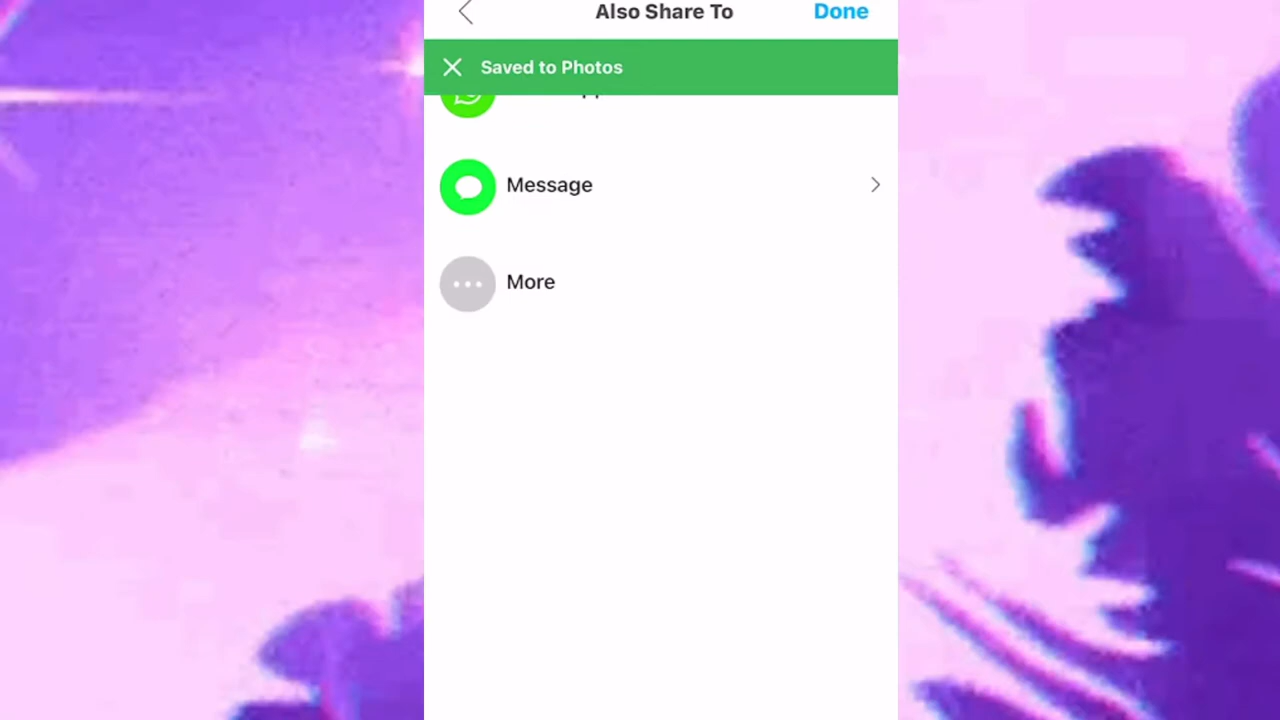 Also Share To
Done
Saved to Photos
Message
More